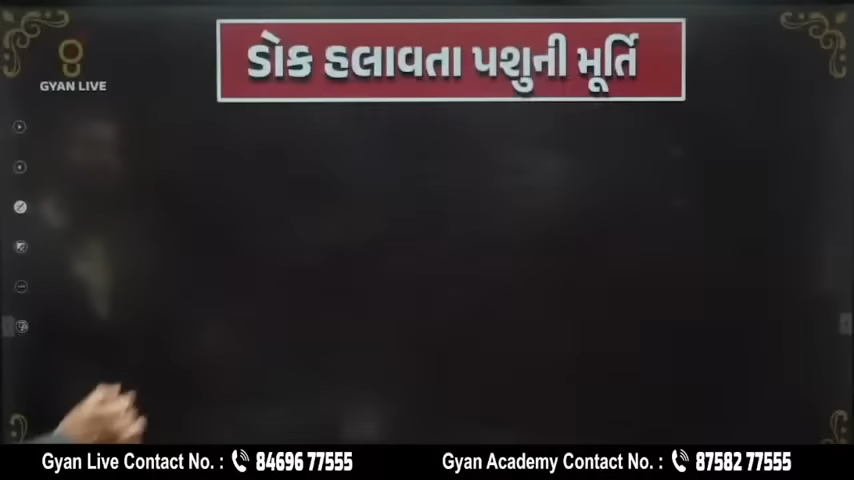 ડોક હલાવતા પશુની મૂર્તિ
GYAN LIVE
Gyan Live Contact No. : 84696 77555
Gyan Academy Contact No. : 87582 77555